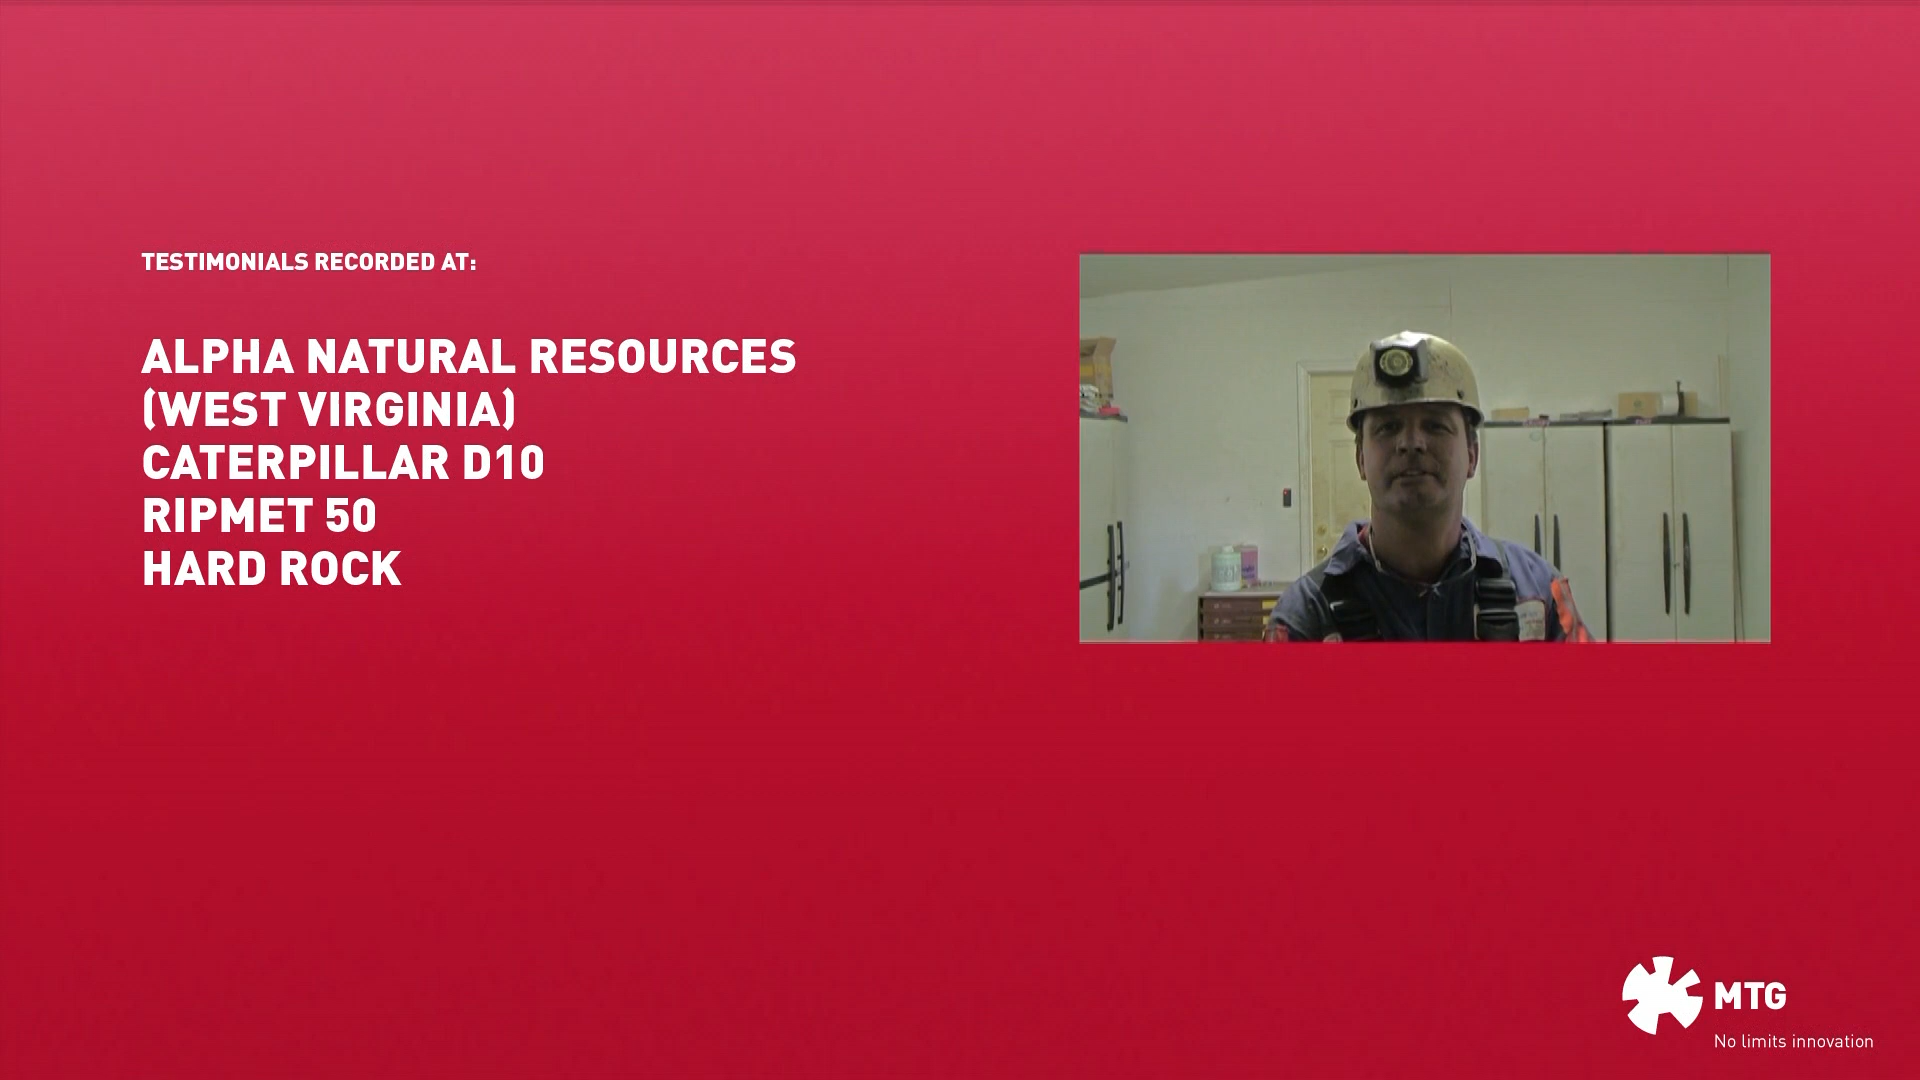 TESTIMONIALS RECORDED AT:
ALPHA NATURAL RESOURCES
(WEST VIRGINIA)
CATERPILLAR D10
RIPMET 50
HARD ROCK
MTG
No limits innovation